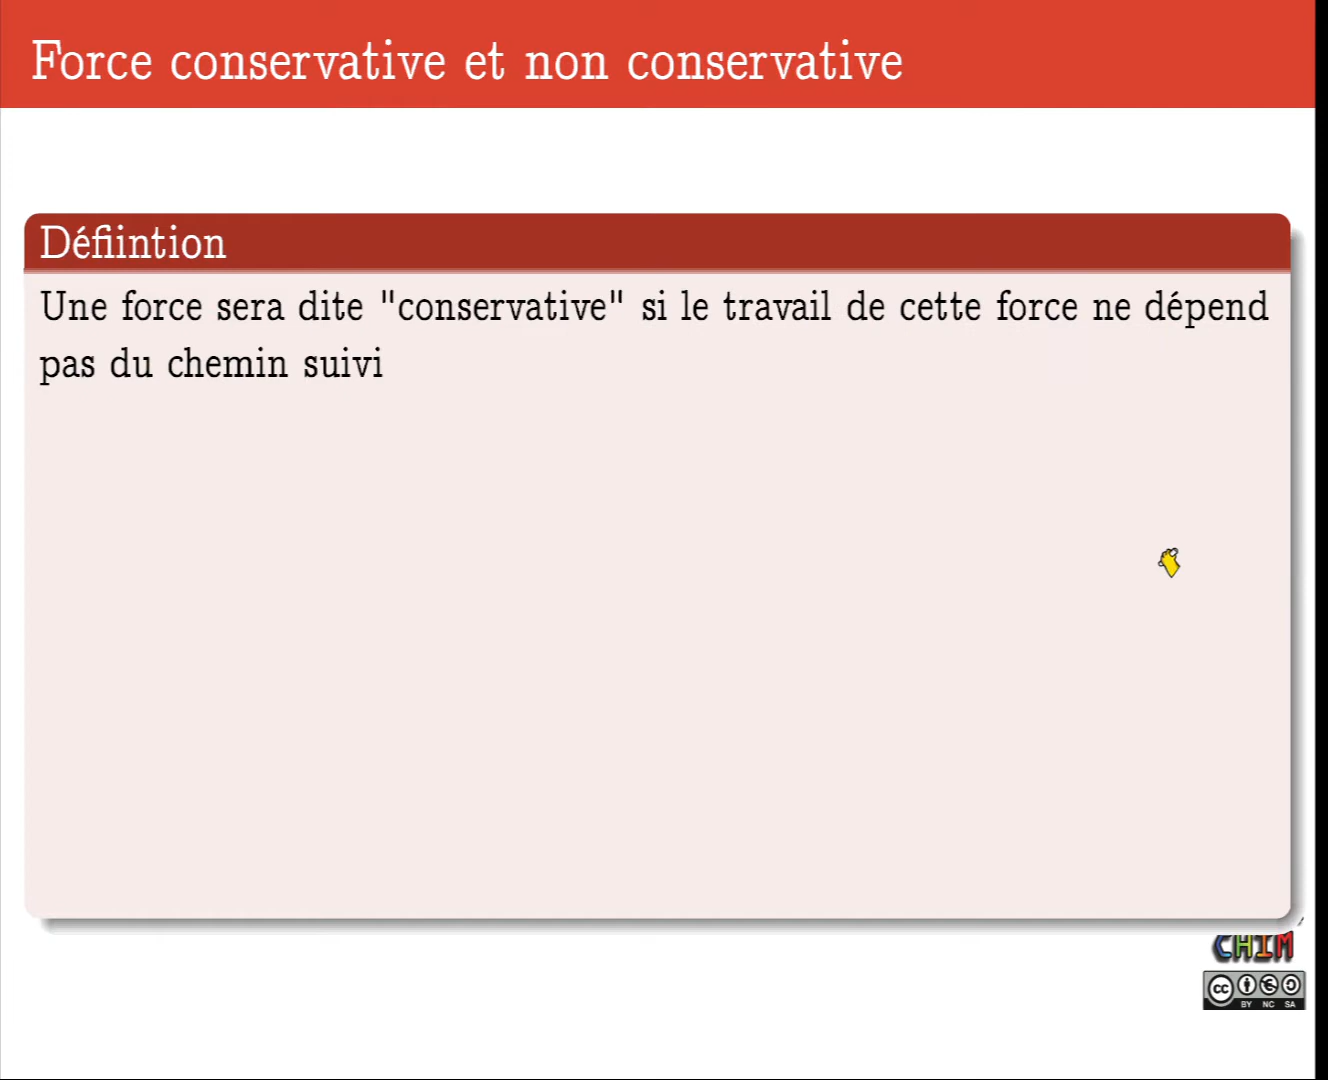 Force conservative et non conservative
Défiintion
Une force sera dite "conservative" si le travail de cette force ne dépend
pas du chemin suivi
CHIM
cc
BY NC SA